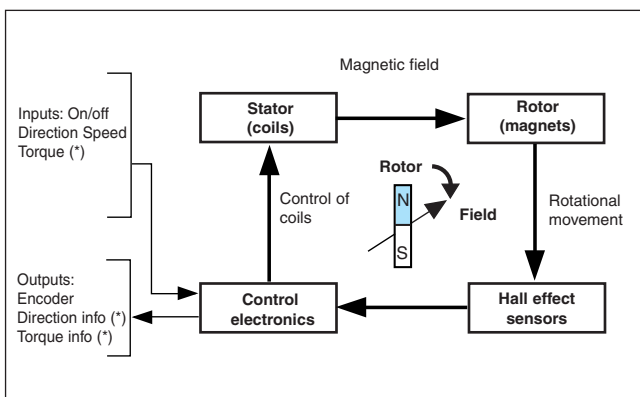 Magnetic field
Inputs: On/off
Direction Speed
Torque (*)
Stator
(coils)
Rotor
(magnets)
Control of
coils
Rotor
N
Field
S
Rotational
movement
Outputs:
Encoder
Direction info (*)
Torque info (*)
Control
electronics
Hall effect
sensors